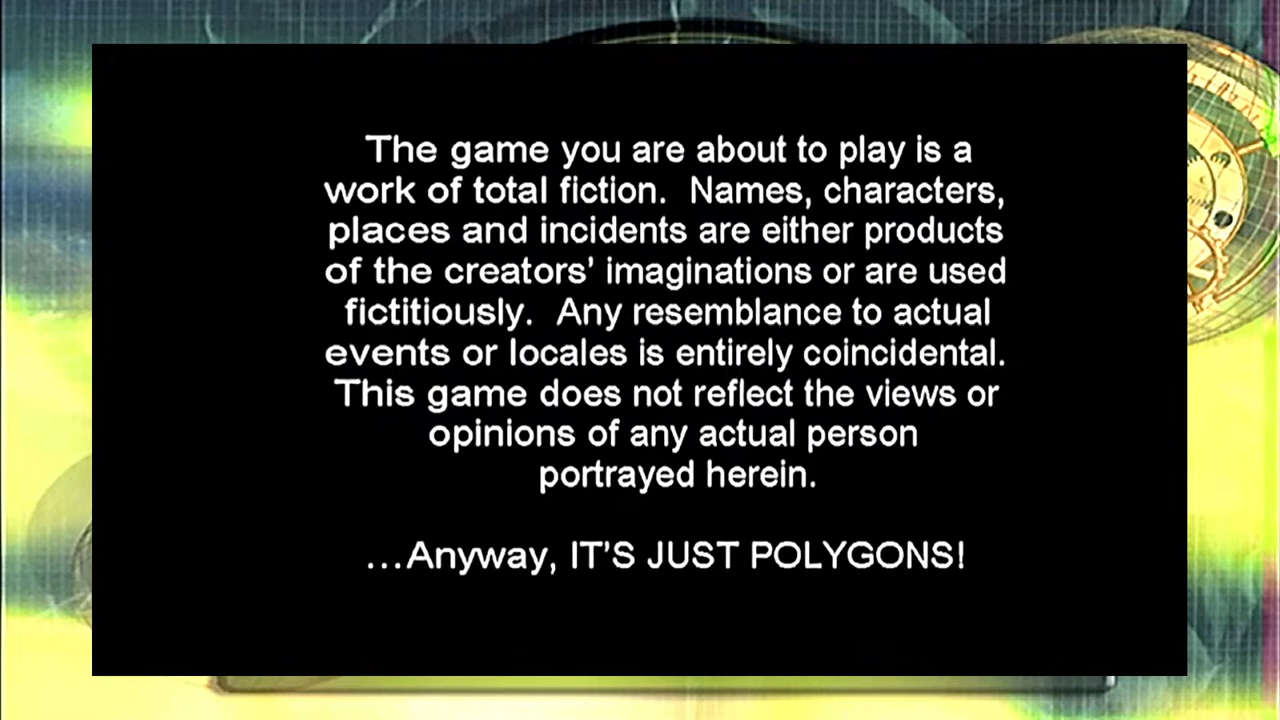 The game you are about to play is a
work of total fiction.  Names, characters,
places and incidents are either products
of the creators’ imaginations or are used
fictitiously.  Any resemblance to actual
events or locales is entirely coincidental.
This game does not reflect the views or
opinions of any actual person
portrayed herein.
…Anyway, IT’S JUST POLYGONS!